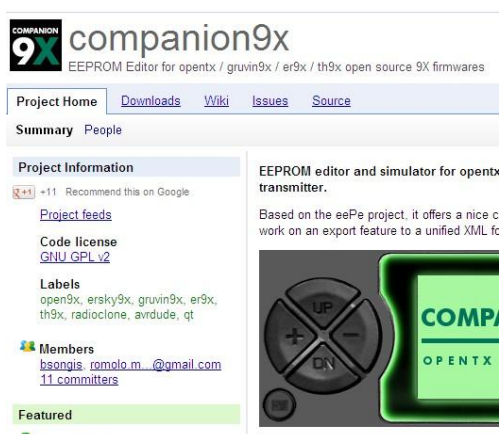 COMPANION
9X
companion9x
EEPROM Editor for opentx / gruvin9x / er9x / th9x open source 9X firmwares
Project Home Downloads Wiki Issues Source
Summary People
Project Information
+1 +11 Recommend this on Google
Project feeds
Code license
GNU GPL v2
Labels
open9x, ersky9x, gruvin9x, er9x,
th9x, radioclone, avrdude, qt
Members
bsongis, romolo.m...@gmail.com
11 committers
Featured
EEPROM editor and simulator for opentx
transmitter.
Based on the eePe project, it offers a nice c
work on an export feature to a unified XML fo
UP
+ -
DN
COMPA
OPENTX